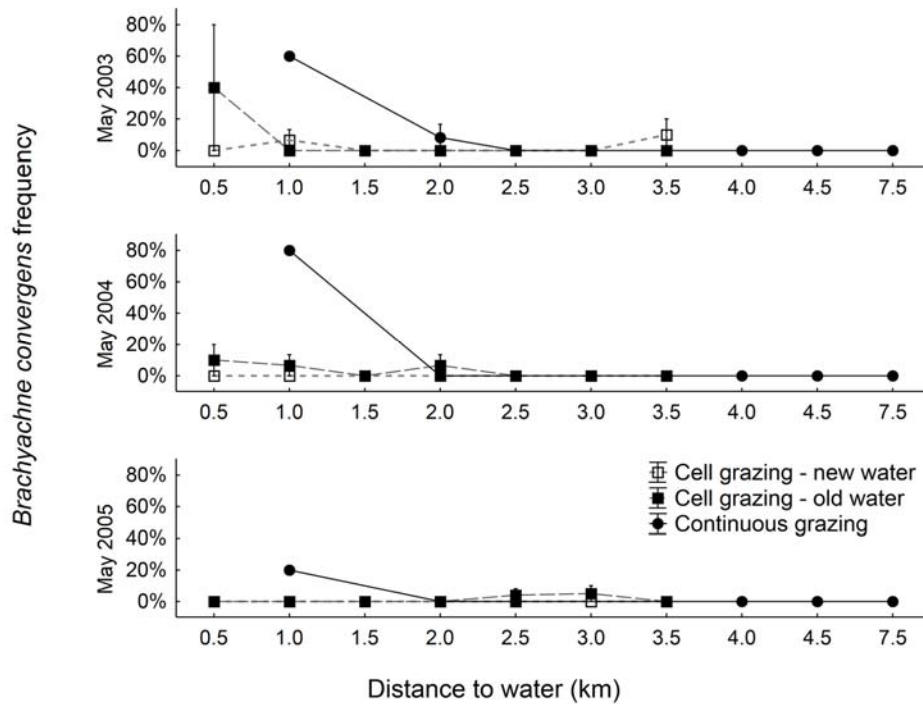 Brachyachne convergens frequency
May 2003
80%
60%
40%
20%
0%
0.5 1.0 1.5 2.0 2.5 3.0 3.5 4.0 4.5 7.5
May 2004
80%
60%
40%
20%
0%
0.5 1.0 1.5 2.0 2.5 3.0 3.5 4.0 4.5 7.5
May 2005
80%
60%
40%
20%
0%
Cell grazing - new water
Cell grazing - old water
Continuous grazing
0.5 1.0 1.5 2.0 2.5 3.0 3.5 4.0 4.5 7.5
Distance to water (km)